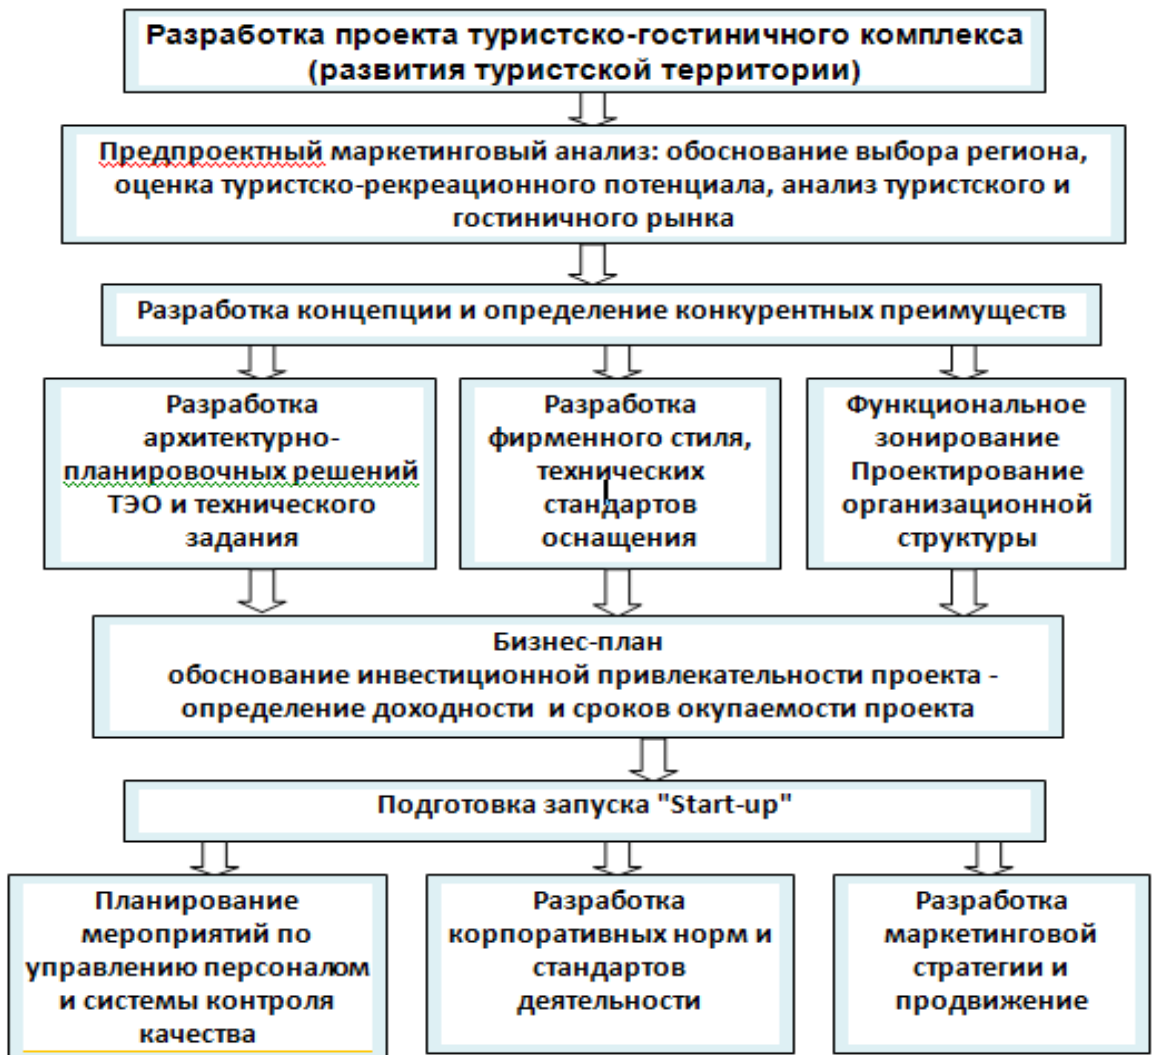 Разработка проекта туристско-гостиничного комплекса
(развития туристской территории)
Предпроектный маркетинговый анализ: обоснование выбора региона,
оценка туристско-рекреационного потенциала, анализ туристского и
гостиничного рынка
Разработка концепции и определение конкурентных преимуществ
Разработка
архитектурно-
планировочных решений
ТЭО и технического
задания
Разработка
фирменного стиля,
технических
стандартов
оснащения
Функциональное
зонирование
Проектирование
организационной
структуры
Бизнес-план
обоснование инвестиционной привлекательности проекта -
определение доходности и сроков окупаемости проекта
Подготовка запуска "Start-up"
Планирование
мероприятий по
управлению персоналом
и системы контроля
качества
Разработка
корпоративных норм и
стандартов
деятельности
Разработка
маркетинговой
стратегии и
продвижение